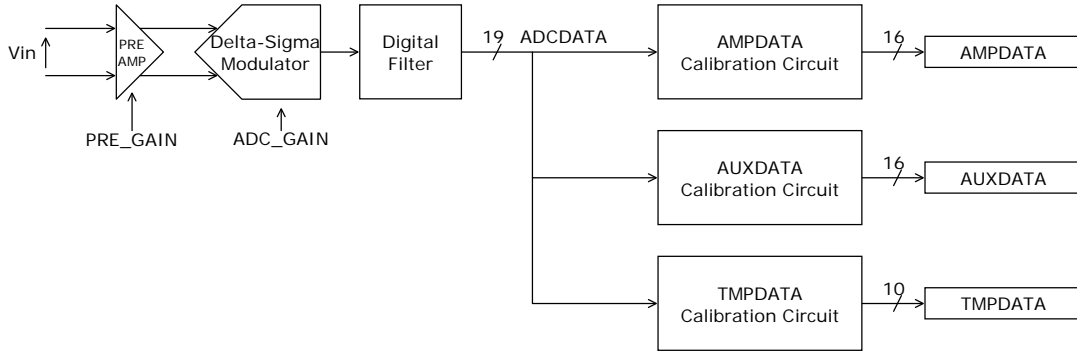 Vin
PRE
AMP
PRE_GAIN
Delta-Sigma
Modulator
ADC_GAIN
Digital
Filter
19
ADCDATA
AMPDATA
Calibration Circuit
16
AMPDATA
AUXDATA
Calibration Circuit
16
AUXDATA
TMPDATA
Calibration Circuit
10
TMPDATA